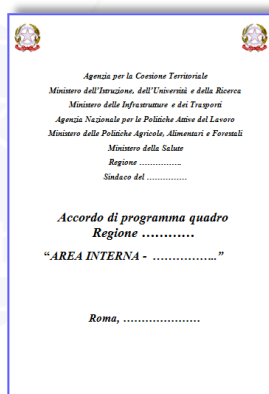 Agenzia per la Coesione Territoriale
Ministero dell'Istruzione, dell'Università e della Ricerca
Ministero delle Infrastrutture e dei Trasporti
Agenzia Nazionale per le Politiche Attive del Lavoro
Ministero delle Politiche Agricole, Alimentari e Forestali
Ministero della Salute
Regione ................
Sindaco del ...............
Accordo di programma quadro
Regione ............
“AREA INTERNA - ..................”
Roma, .....................